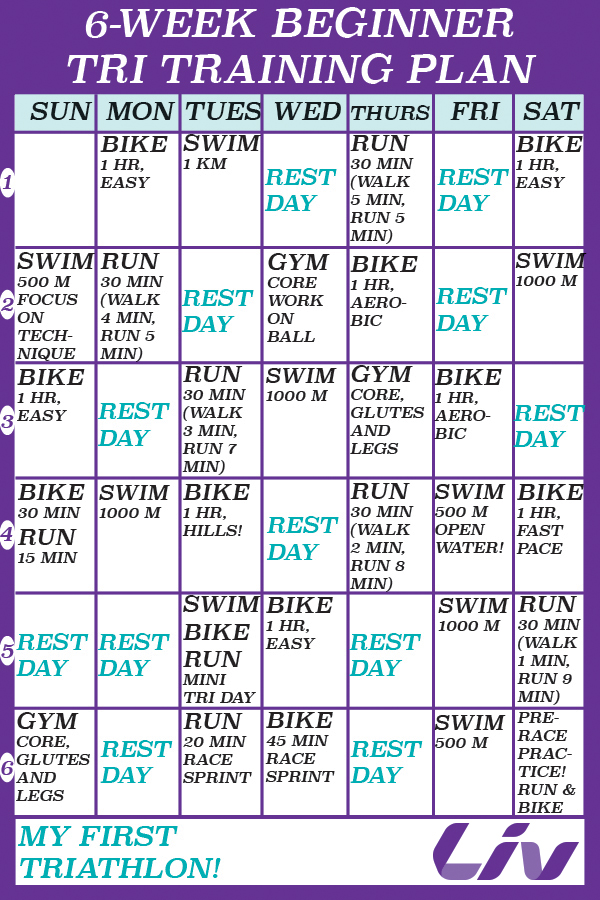 6-WEEK BEGINNER
TRI TRAINING PLAN
SUN MON TUES WED THURS FRI SAT
1
BIKE
1 HR,
EASY
SWIM
1 KM
REST
DAY
RUN
30 MIN
(WALK
5 MIN,
RUN 5
MIN)
REST
DAY
BIKE
1 HR,
EASY
2
SWIM
500 M
FOCUS
ON
TECH-
NIQUE
RUN
30 MIN
(WALK
4 MIN,
RUN 5
MIN)
REST
DAY
GYM
CORE
WORK
ON
BALL
BIKE
1 HR,
AERO-
BIC
REST
DAY
SWIM
1000 M
3
BIKE
1 HR,
EASY
REST
DAY
RUN
30 MIN
(WALK
3 MIN,
RUN 7
MIN)
SWIM
1000 M
GYM
CORE,
GLUTES
AND
LEGS
BIKE
1 HR,
AERO-
BIC
REST
DAY
4
BIKE
30 MIN
RUN
15 MIN
SWIM
1000 M
BIKE
1 HR,
HILLS!
REST
DAY
RUN
30 MIN
(WALK
2 MIN,
RUN 8
MIN)
SWIM
500 M
OPEN
WATER!
BIKE
1 HR,
FAST
PACE
5
REST
DAY
REST
DAY
SWIM
BIKE
RUN
MINI
TRI DAY
BIKE
1 HR,
EASY
REST
DAY
SWIM
1000 M
RUN
30 MIN
(WALK
1 MIN,
RUN 9
MIN)
6
GYM
CORE,
GLUTES
AND
LEGS
REST
DAY
RUN
20 MIN
RACE
SPRINT
BIKE
45 MIN
RACE
SPRINT
REST
DAY
SWIM
500 M
PRE-
RACE
PRAC-
TICE!
RUN &
BIKE
MY FIRST
TRIATHLON!
Liv